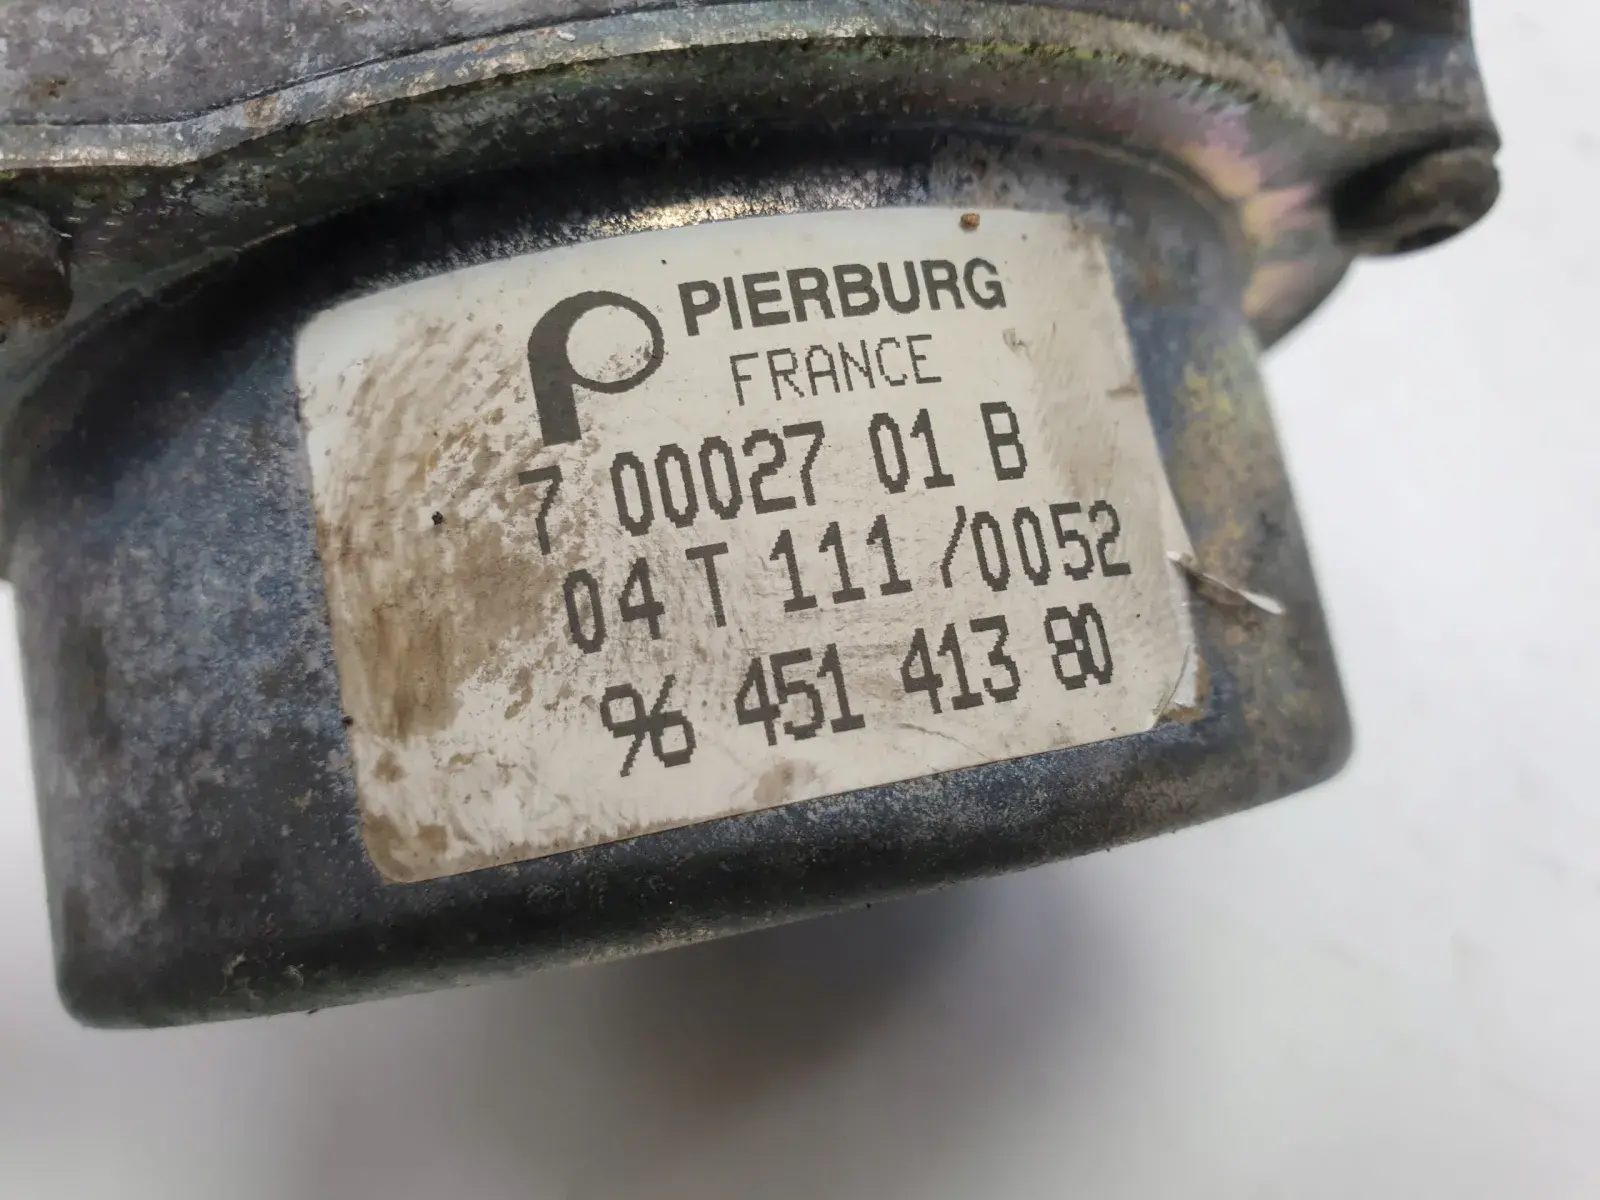 PIERBURG
FRANCE
7 00027 01 B
04 T 111 /0052
96 451 413 80